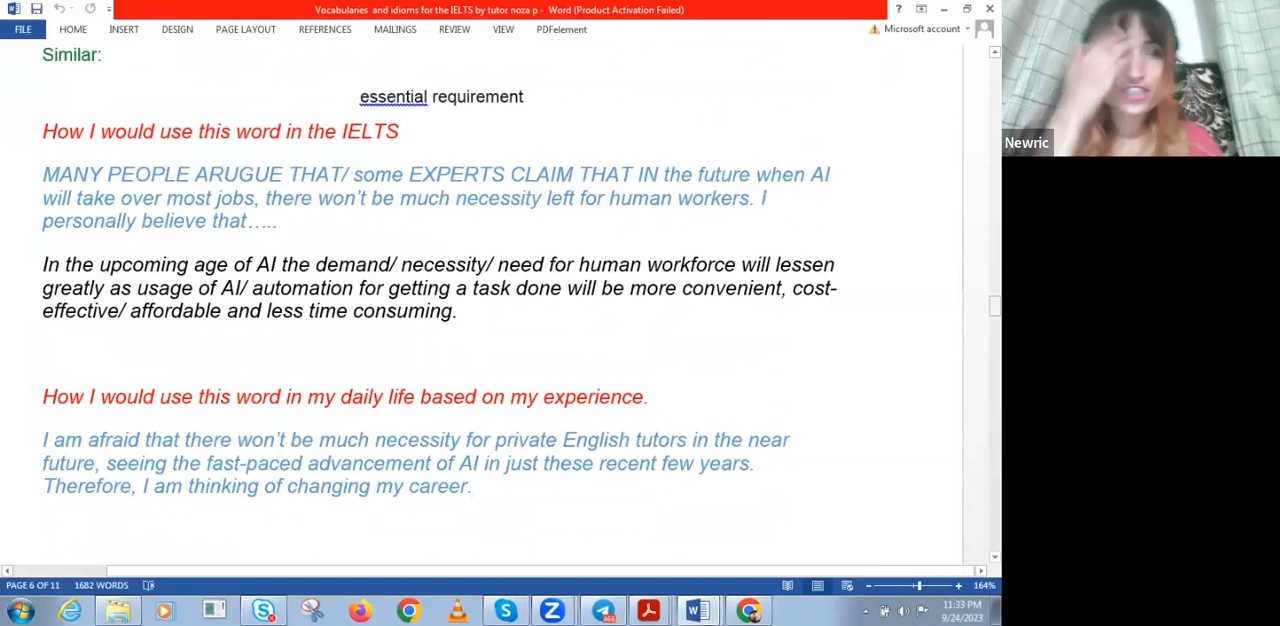 Vocabularies and idioms for the IELTS by tutor noza p - Word (Product Activation Failed)
FILE HOME INSERT DESIGN PAGE LAYOUT REFERENCES MAILINGS REVIEW VIEW PDFelement Microsoft account
Similar:
essential requirement
How I would use this word in the IELTS
MANY PEOPLE ARUGUE THAT/ some EXPERTS CLAIM THAT IN the future when AI
will take over most jobs, there won't be much necessity left for human workers. I
personally believe that…..
In the upcoming age of AI the demand/ necessity/ need for human workforce will lessen
greatly as usage of AI/ automation for getting a task done will be more convenient, cost-
effective/ affordable and less time consuming.
How I would use this word in my daily life based on my experience.
I am afraid that there won't be much necessity for private English tutors in the near
future, seeing the fast-paced advancement of AI in just these recent few years.
Therefore, I am thinking of changing my career.
PAGE 6 OF 11 1682 WORDS 164%
11:33 PM
9/24/2023
Newric